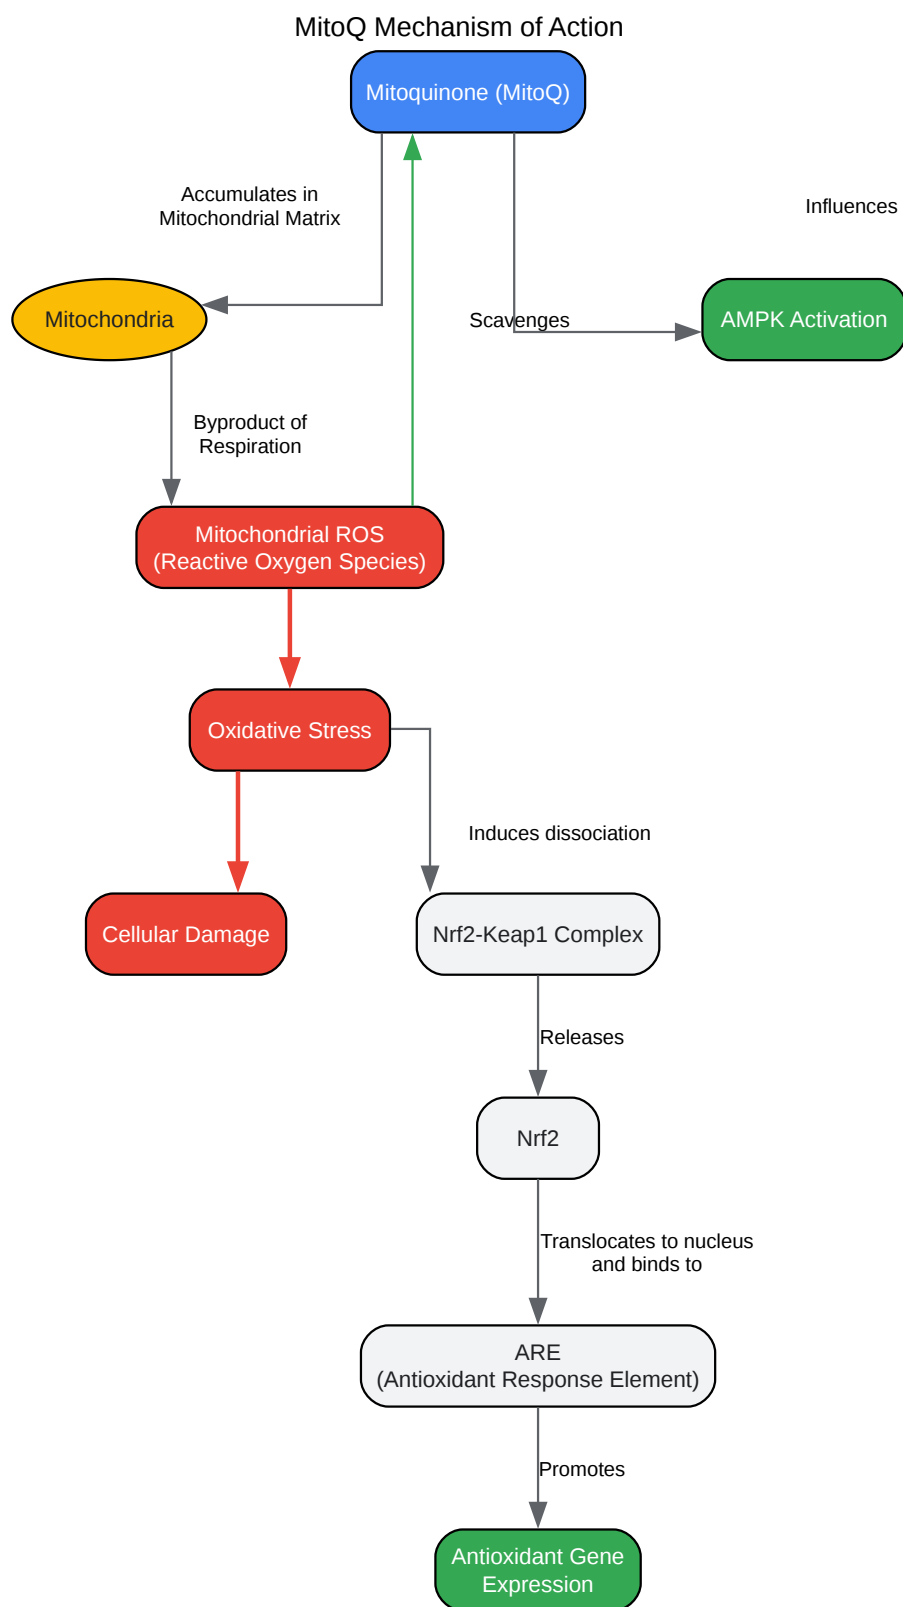 MitoQ Mechanism of Action
Mitoquinone (MitoQ)
Accumulates in
Mitochondrial Matrix
Influences
Mitochondria
Scavenges
AMPK Activation
Byproduct of
Respiration
Mitochondrial ROS
(Reactive Oxygen Species)
Oxidative Stress
Induces dissociation
Cellular Damage
Nrf2-Keap1 Complex
Releases
Nrf2
Translocates to nucleus
and binds to
ARE
(Antioxidant Response Element)
Promotes
Antioxidant Gene
Expression